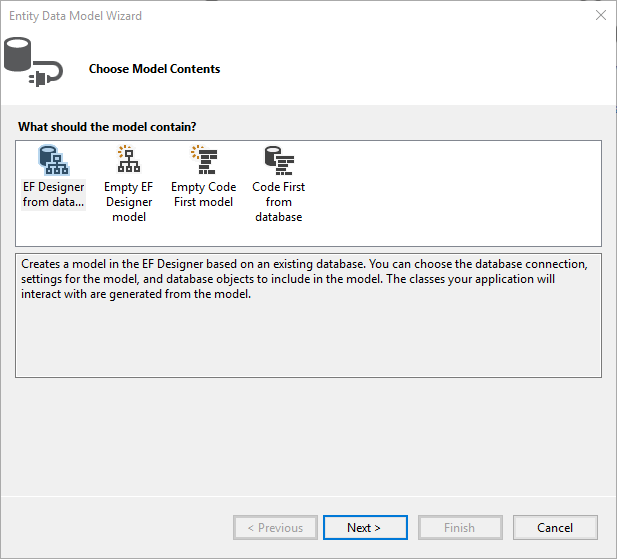 Entity Data Model Wizard
Choose Model Contents
What should the model contain?
EF Designer
from data...
Empty EF
Designer
model
Empty Code
First model
Code First
from
database
Creates a model in the EF Designer based on an existing database. You can choose the database connection,
settings for the model, and database objects to include in the model. The classes your application will
interact with are generated from the model.
< Previous
Next >
Finish
Cancel